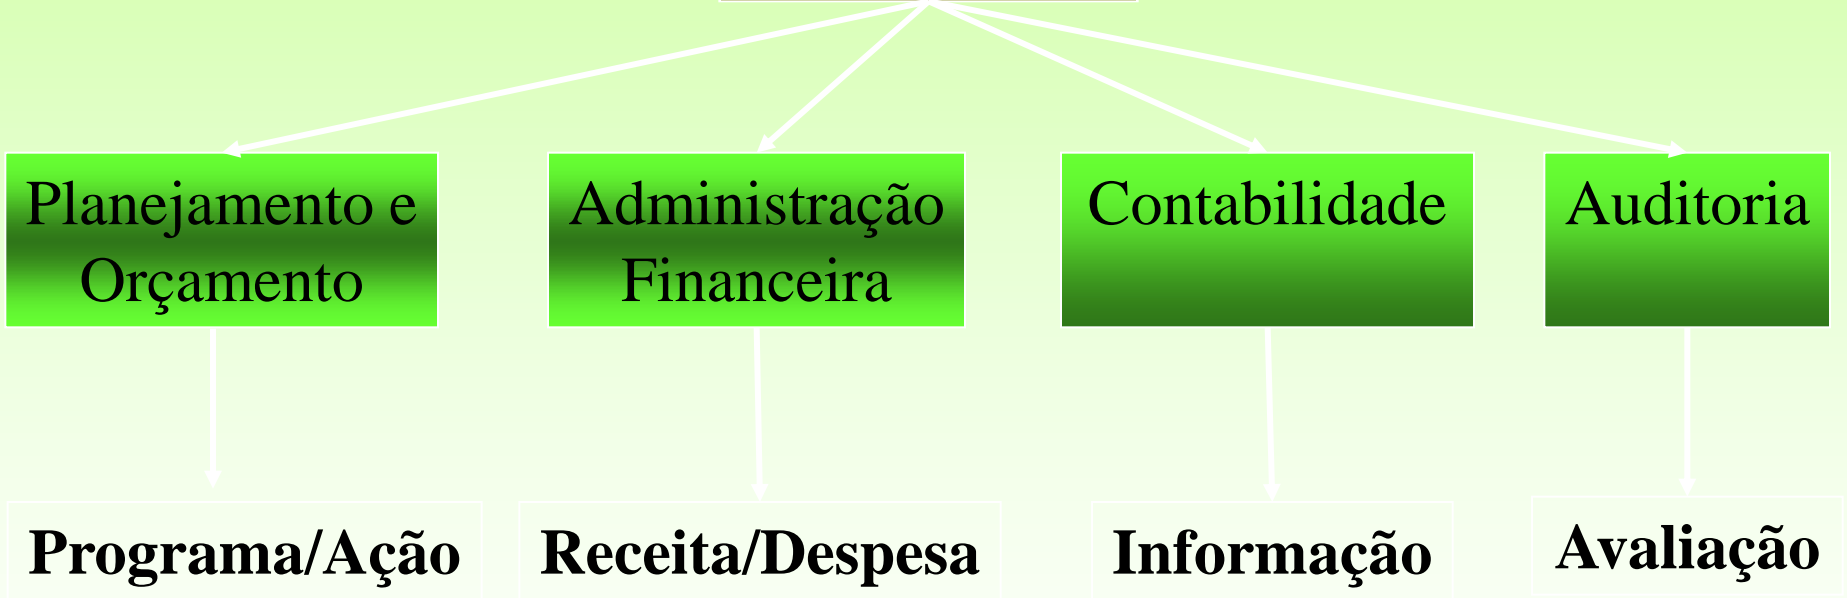 Planejamento e
Orçamento
Administração
Financeira
Contabilidade
Auditoria
Programa/Ação
Receita/Despesa
Informação
Avaliação